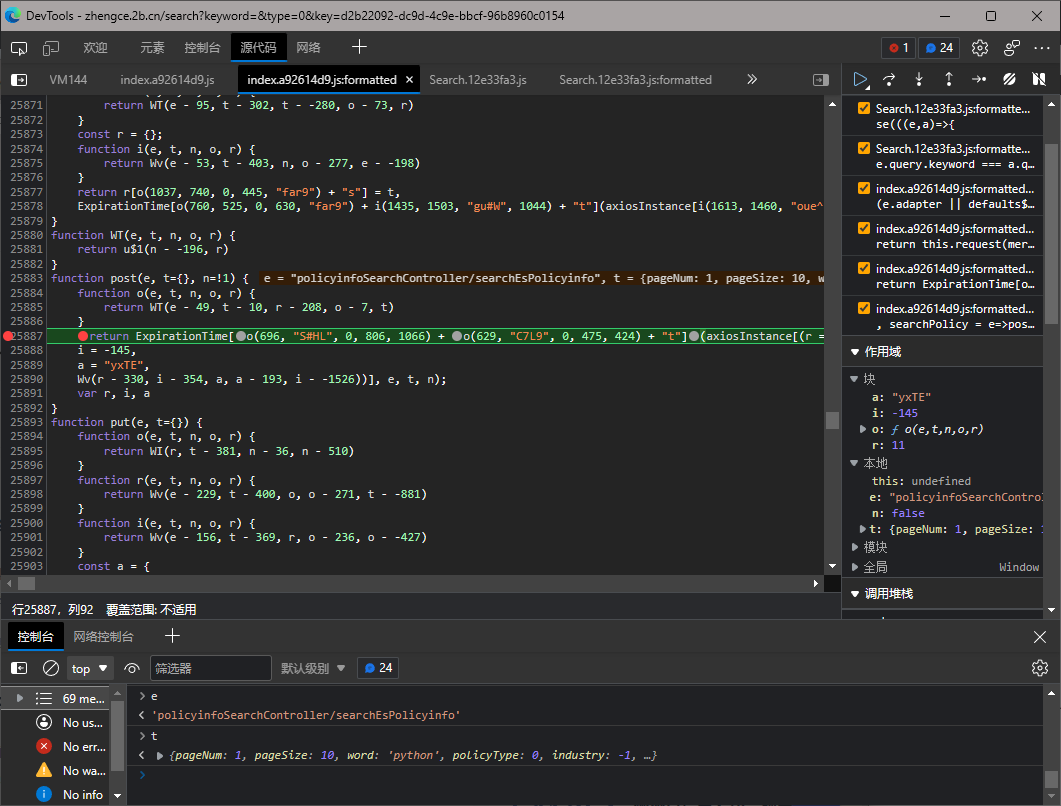 DevTools - zhengce.2b.cn/search?keyword=&type=0&key=d2b22092-dc9d-4c9e-bbcf-96b8960c0154
欢迎 元素 控制台 源代码 网络 1 24
VM144 index.a92614d9.js index.a92614d9.js:formatted × Search.12e33fa3.js Search.12e33fa3.js:formatted
25871 return WT(e - 95, t - 302, t - -280, o - 73, r)
25872 }
25873 const r = {};
25874 function i(e, t, n, o, r) {
25875 return Wv(e - 53, t - 403, n, o - 277, e - -198)
25876 }
25877 return r[o(1037, 740, 0, 445, "far9") + "s"] = t,
25878 ExpirationTime[o(760, 525, 0, 630, "far9") + i(1435, 1503, "gu#W", 1044) + "t"](axiosInstance[i(1613, 1460, "oue^
25879 }
25880 function WT(e, t, n, o, r) {
25881 return u$1(n - -196, r)
25882 }
25883 function post(e, t={}, n=!1) { e = "policyinfoSearchController/searchEsPolicyinfo", t = {pageNum: 1, pageSize: 10, w
25884 function o(e, t, n, o, r) {
25885 return WT(e - 49, t - 10, r - 208, o - 7, t)
25886 }
25887 return ExpirationTime[o(696, "S#HL", 0, 806, 1066) + o(629, "C7L9", 0, 475, 424) + "t"](axiosInstance[(r =
25888 i = -145,
25889 a = "yxTE",
25890 Wv(r - 330, i - 354, a, a - 193, i - -1526))], e, t, n);
25891 var r, i, a
25892 }
25893 function put(e, t={}) {
25894 function o(e, t, n, o, r) {
25895 return WI(r, t - 381, n - 36, n - 510)
25896 }
25897 function r(e, t, n, o, r) {
25898 return Wv(e - 229, t - 400, o, o - 271, t - -881)
25899 }
25900 function i(e, t, n, o, r) {
25901 return Wv(e - 156, t - 369, r, o - 236, o - -427)
25902 }
25903 const a = {
行25887，列92 覆盖范围: 不适用
Search.12e33fa3.js:formatte...
se(((e,a)=>{
Search.12e33fa3.js:formatte...
e.query.keyword === a.q...
index.a92614d9.js:formatted...
(e.adapter || defaults$...
index.a92614d9.js:formatted...
return this.request(mer...
index.a92614d9.js:formatted...
return ExpirationTime[o...
index.a92614d9.js:formatted...
, searchPolicy = e=>pos...
作用域
块
a: "yxTE"
i: -145
o: ƒ o(e,t,n,o,r)
r: 11
本地
this: undefined
e: "policyinfoSearchContro
n: false
t: {pageNum: 1, pageSize:
模块
全局 Window
调用堆栈
控制台 网络控制台
top 筛选器 默认级别 24
69 me...
No us...
No err...
No wa...
No info
e
'policyinfoSearchController/searchEsPolicyinfo'
t
{pageNum: 1, pageSize: 10, word: 'python', policyType: 0, industry: -1, …}